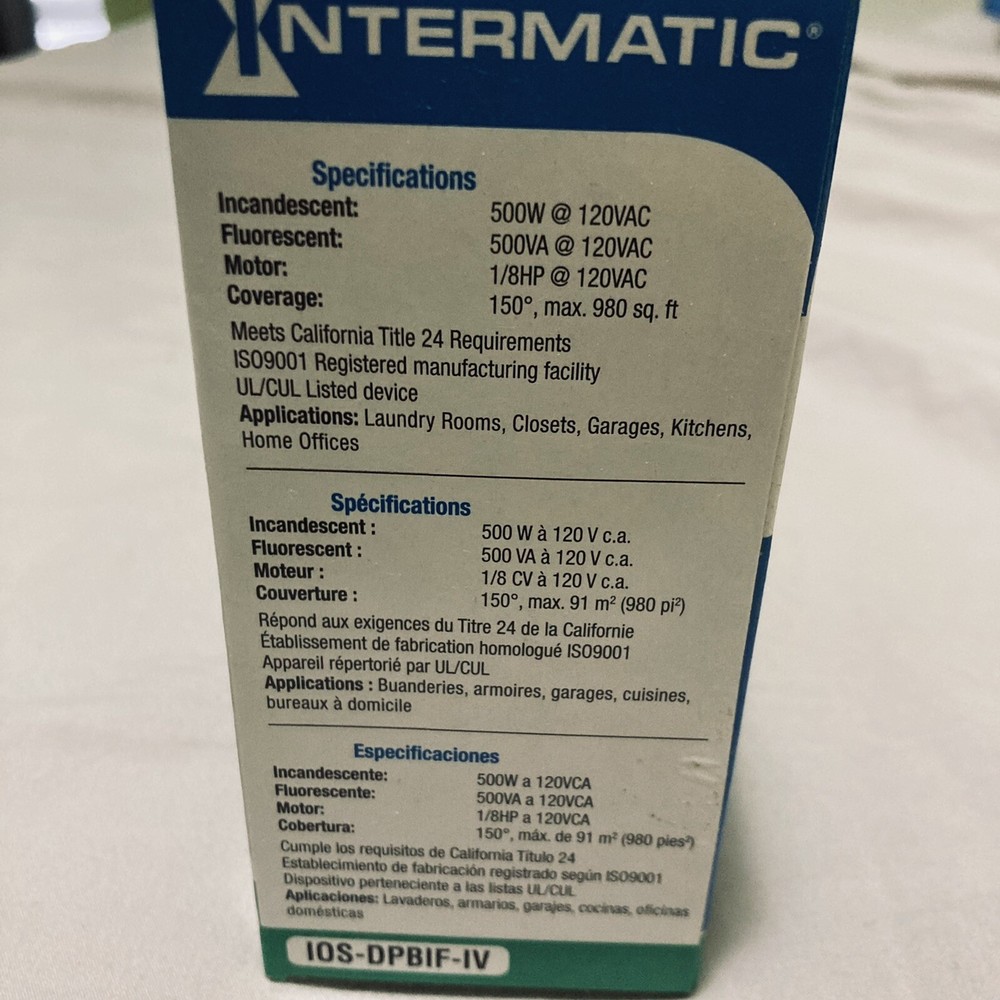 INTERMATIC®
Specifications
Incandescent: 500W @ 120VAC
Fluorescent: 500VA @ 120VAC
Motor: 1/8HP @ 120VAC
Coverage: 150°, max. 980 sq. ft
Meets California Title 24 Requirements
ISO9001 Registered manufacturing facility
UL/CUL Listed device
Applications: Laundry Rooms, Closets, Garages, Kitchens,
Home Offices
Spécifications
Incandescent : 500 W à 120 V c.a.
Fluorescent : 500 VA à 120 V c.a.
Moteur : 1/8 CV à 120 V c.a.
Couverture : 150°, max. 91 m² (980 pi²)
Répond aux exigences du Titre 24 de la Californie
Établissement de fabrication homologué ISO9001
Appareil répertorié par UL/CUL
Applications : Buanderies, armoires, garages, cuisines,
bureaux à domicile
Especificaciones
Incandescente: 500W a 120VCA
Fluorescente: 500VA a 120VCA
Motor: 1/8HP a 120VCA
Cobertura: 150°, máx. de 91 m² (980 pies²)
Cumple los requisitos de California Título 24
Establecimiento de fabricación registrado según ISO9001
Dispositivo perteneciente a las listas UL/CUL
Aplicaciones: Lavaderos, armarios, garajes, cocinas, oficinas
domésticas
IOS-DPBIF-IV